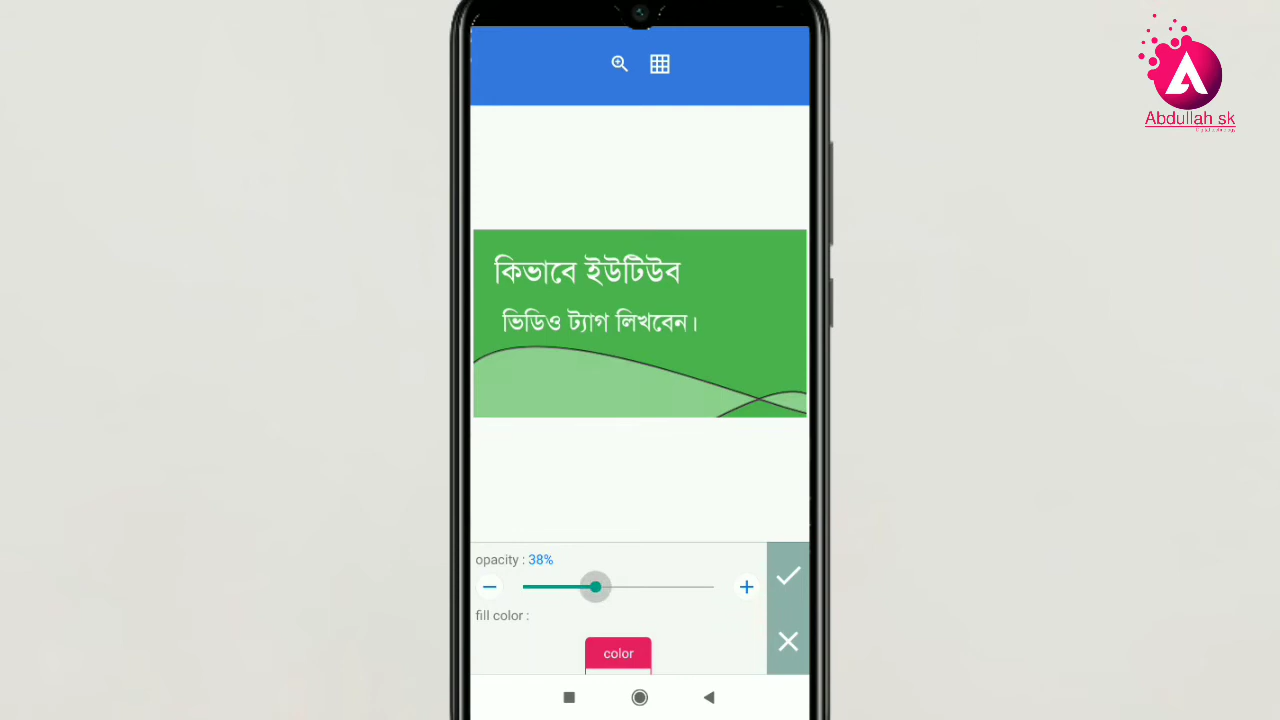 Abdullah sk
কিভাবে ইউটিউব
ভিডিও ট্যাগ লিখবেন।
opacity : 38%
fill color :
color